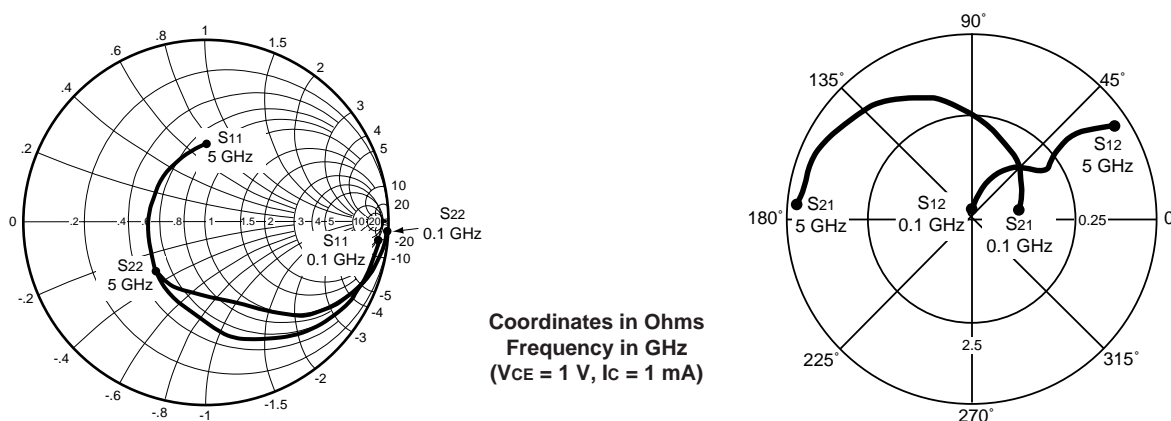 1
.8
1.5
.6
2
.4
3
4
5
.2
10
20
0
.2
.4
.6
.8
1
1.5
2
3
4
5
10
20
-20
-10
-5
-4
-3
-.2
-.4
-2
-.6
-1.5
-.8
-1
S11
5 GHz
S22
0.1 GHz
S11
0.1 GHz
S22
5 GHz
Coordinates in Ohms
Frequency in GHz
(VCE = 1 V, IC = 1 mA)
90˚
135˚
45˚
S12
5 GHz
S21
5 GHz
S12
0.1 GHz
S21
0.1 GHz
180˚
0.25
0
2.5
225˚
315˚
270˚